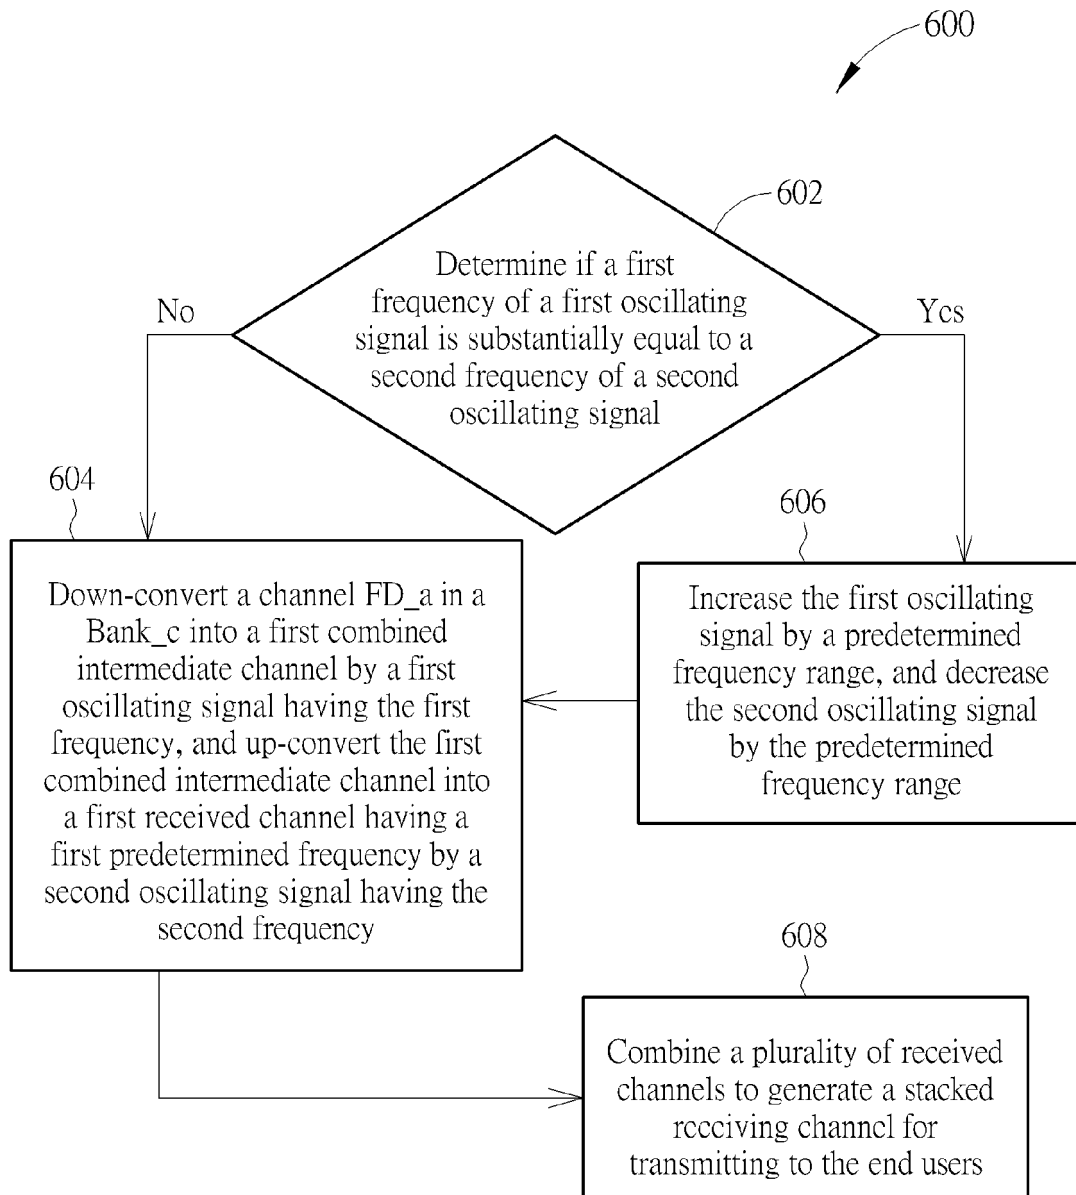 600
602
Determine if a first
frequency of a first oscillating
signal is substantially equal to a
second frequency of a second
oscillating signal
No
Yes
604
606
Down-convert a channel FD_a in a
Bank_c into a first combined
intermediate channel by a first
oscillating signal having the first
frequency, and up-convert the first
combined intermediate channel into
a first received channel having a
first predetermined frequency by a
second oscillating signal having the
second frequency
Increase the first oscillating
signal by a predetermined
frequency range, and decrease
the second oscillating signal
by the predetermined
frequency range
608
Combine a plurality of received
channels to generate a stacked
receiving channel for
transmitting to the end users